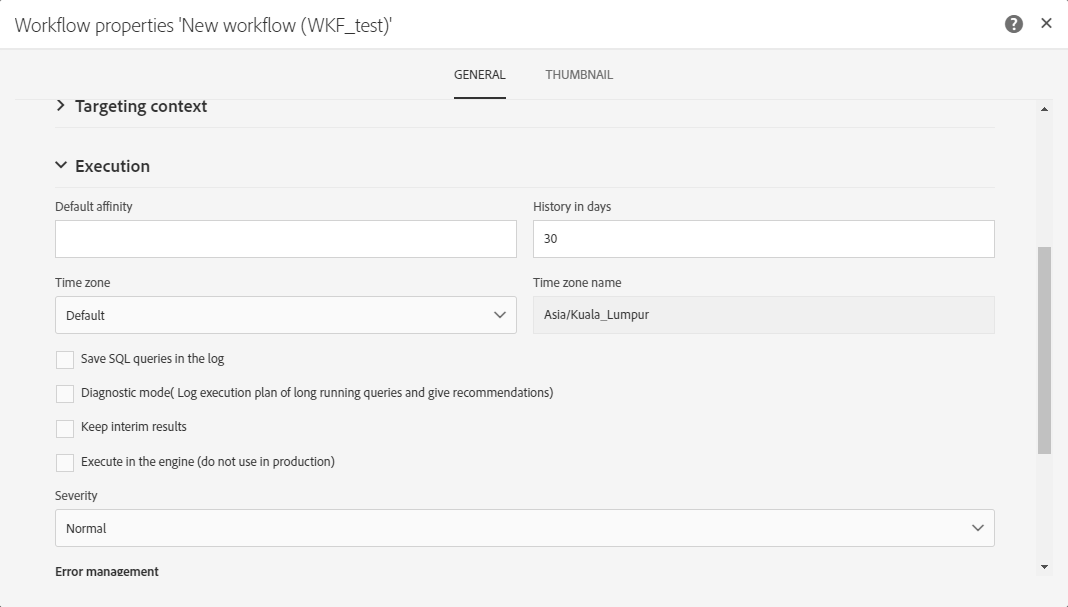 Workflow properties 'New workflow (WKF_test)'
GENERAL THUMBNAIL
Targeting context
Execution
Default affinity History in days
30
Time zone Time zone name
Default Asia/Kuala_Lumpur
Save SQL queries in the log
Diagnostic mode( Log execution plan of long running queries and give recommendations)
Keep interim results
Execute in the engine (do not use in production)
Severity
Normal
Error management